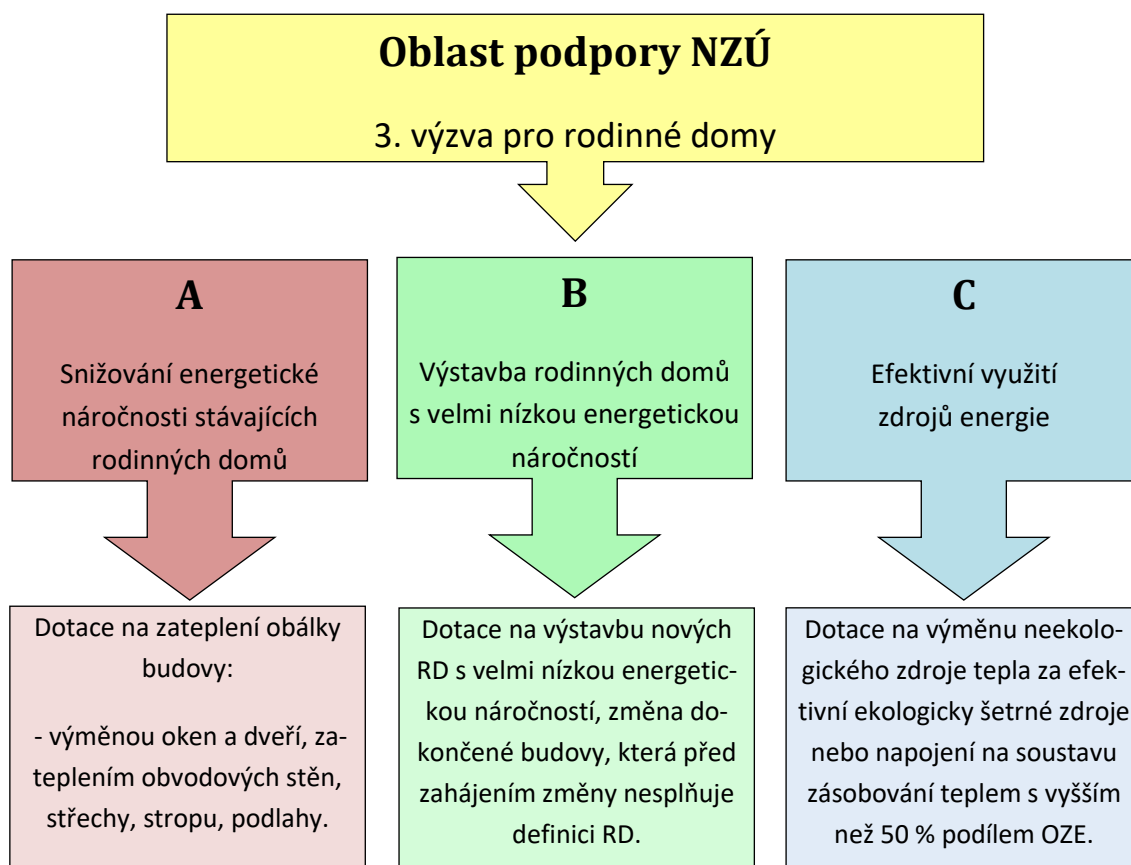 Oblast podpory NZÚ
3. výzva pro rodinné domy
A
Snižování energetické
náročnosti stávajících
rodinných domů
B
Výstavba rodinných domů
s velmi nízkou energetickou
náročností
C
Efektivní využití
zdrojů energie
Dotace na zateplení obálky
budovy:
- výměnou oken a dveří, za-
teplením obvodových stěn,
střechy, stropu, podlahy.
Dotace na výstavbu nových
RD s velmi nízkou energetic-
kou náročností, změna do-
končené budovy, která před
zahájením změny nesplňuje
definici RD.
Dotace na výměnu neekolo-
gického zdroje tepla za efek-
tivní ekologicky šetrné zdroje
nebo napojení na soustavu
zásobování teplem s vyšším
než 50 % podílem OZE.